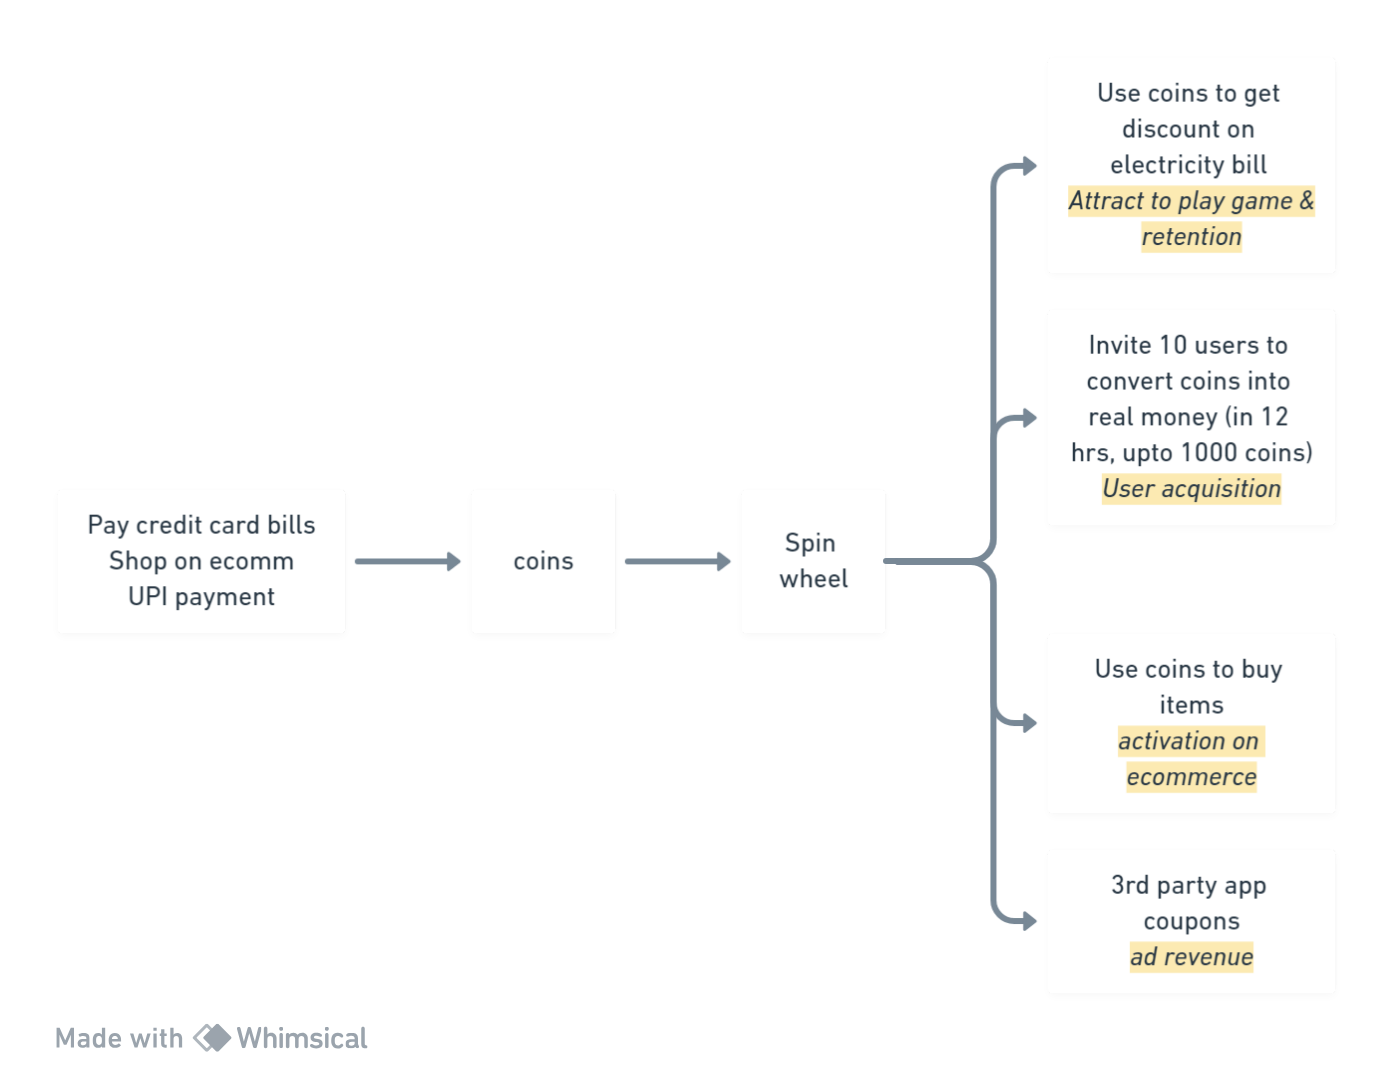 Use coins to get
discount on
electricity bill
Attract to play game &
retention
Invite 10 users to
convert coins into
real money (in 12
hrs, upto 1000 coins)
User acquisition
Pay credit card bills
Shop on ecomm
UPI payment
coins
Spin
wheel
Use coins to buy
items
activation on
ecommerce
3rd party app
coupons
ad revenue
Made with Whimsical